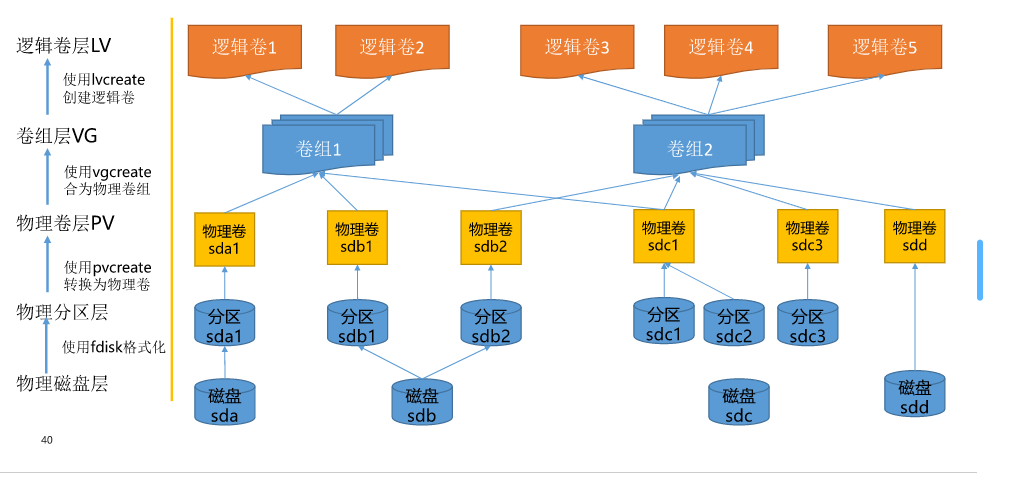 逻辑卷层LV
使用lvcreate
创建逻辑卷
卷组层VG
使用vgcreate
合为物理卷组
物理卷层PV
使用pvcreate
转换为物理卷
物理分区层
使用fdisk格式化
物理磁盘层
40
逻辑卷1
逻辑卷2
逻辑卷3
逻辑卷4
逻辑卷5
卷组1
卷组2
物理卷
sda1
物理卷
sdb1
物理卷
sdb2
物理卷
sdc1
物理卷
sdc3
物理卷
sdd
分区
sda1
分区
sdb1
分区
sdb2
分区
sdc1
分区
sdc2
分区
sdc3
磁盘
sda
磁盘
sdb
磁盘
sdc
磁盘
sdd